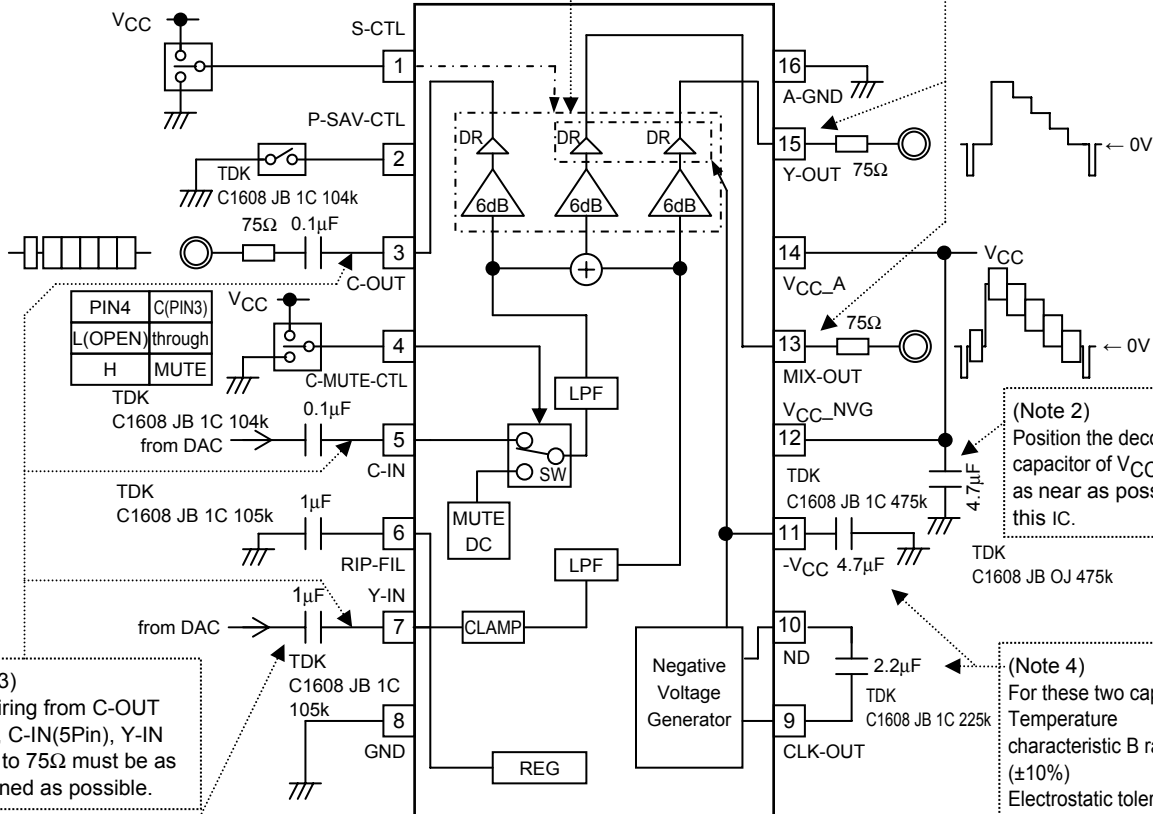 VCC
S-CTL
1
P-SAV-CTL
2
TDK
C1608 JB 1C 104k
75Ω 0.1µF
3
C-OUT
PIN4 C(PIN3)
L(OPEN) through
H MUTE
VCC
4
C-MUTE-CTL
TDK
C1608 JB 1C 104k
0.1µF
from DAC
5
C-IN
TDK
C1608 JB 1C 105k
1µF
6
RIP-FIL
1µF
Y-IN
from DAC
7
TDK
C1608 JB 1C
105k
8
GND
3)
iring from C-OUT
, C-IN(5Pin), Y-IN
to 75Ω must be as
ned as possible.
DR DR DR
6dB 6dB 6dB
+
LPF
SW
MUTE
DC
LPF
CLAMP
Negative
Voltage
Generator
REG
16
A-GND
15
Y-OUT 75Ω
← 0V
14
VCC_A
VCC
75Ω
13
MIX-OUT
← 0V
VCC_NVG
12
4.7µF
(Note 2)
Position the deco
capacitor of VCC
as near as poss
this IC.
TDK
C1608 JB 1C 475k
11
-VCC 4.7µF
TDK
C1608 JB OJ 475k
10
ND
2.2µF
TDK
C1608 JB 1C 225k
9
CLK-OUT
(Note 4)
For these two cap
Temperature
characteristic B ra
(±10%)
Electrostatic toler